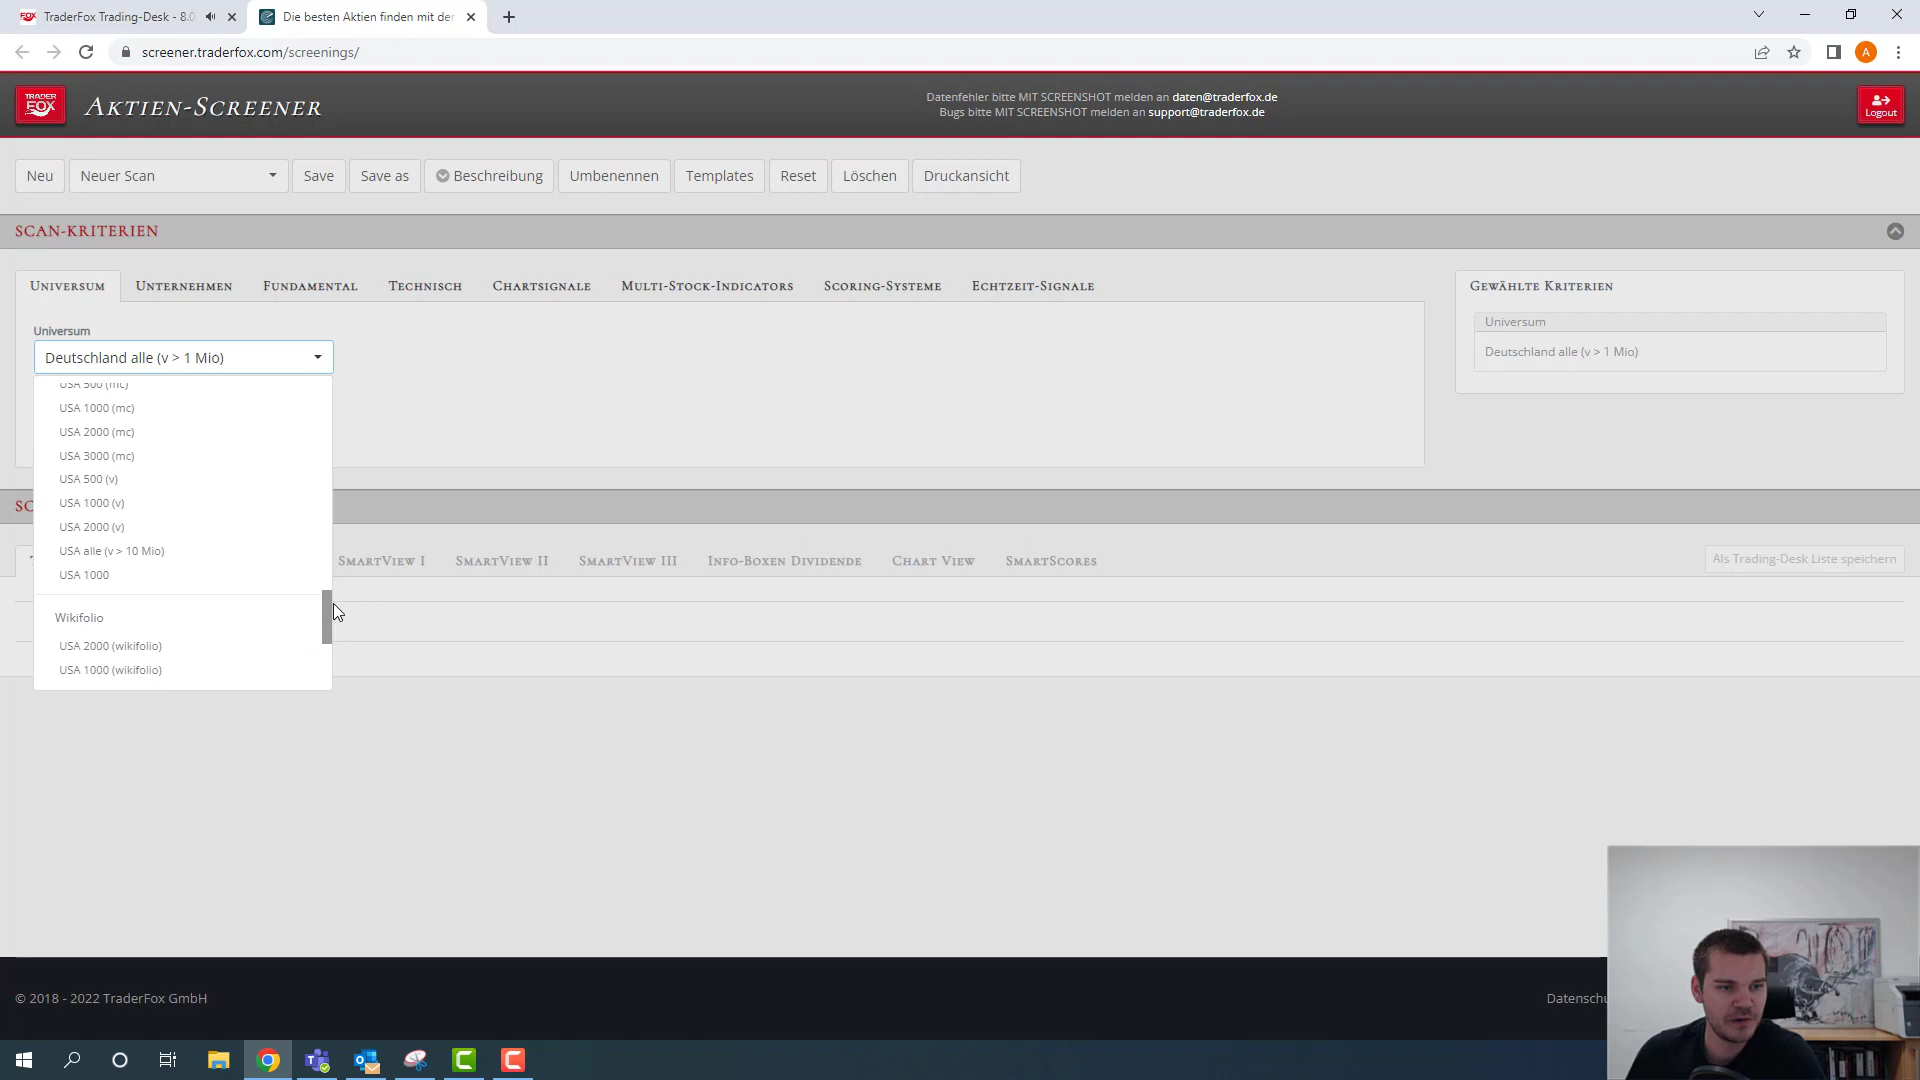 TraderFox Trading-Desk - 8.0
Die besten Aktien finden mit der
screener.traderfox.com/screenings/
A
TRADER
FOX
Aktien-Screener
Datenfehler bitte MIT SCREENSHOT melden an daten@traderfox.de
Bugs bitte MIT SCREENSHOT melden an support@traderfox.de
Logout
Neu
Neuer Scan
Save
Save as
Beschreibung
Umbenennen
Templates
Reset
Löschen
Druckansicht
SCAN-KRITERIEN
Universum
Unternehmen
Fundamental
Technisch
Chartsignale
Multi-Stock-Indicators
Scoring-Systeme
Echtzeit-Signale
Gewählte Kriterien
Universum
Deutschland alle (v > 1 Mio)
Universum
Deutschland alle (v > 1 Mio)
USA 500 (mc)
USA 1000 (mc)
USA 2000 (mc)
USA 3000 (mc)
USA 500 (v)
USA 1000 (v)
USA 2000 (v)
USA alle (v > 10 Mio)
USA 1000
Wikifolio
USA 2000 (wikifolio)
USA 1000 (wikifolio)
SmartView I
SmartView II
SmartView III
Info-Boxen Dividende
Chart View
SmartScores
Als Trading-Desk Liste speichern
© 2018 - 2022 TraderFox GmbH